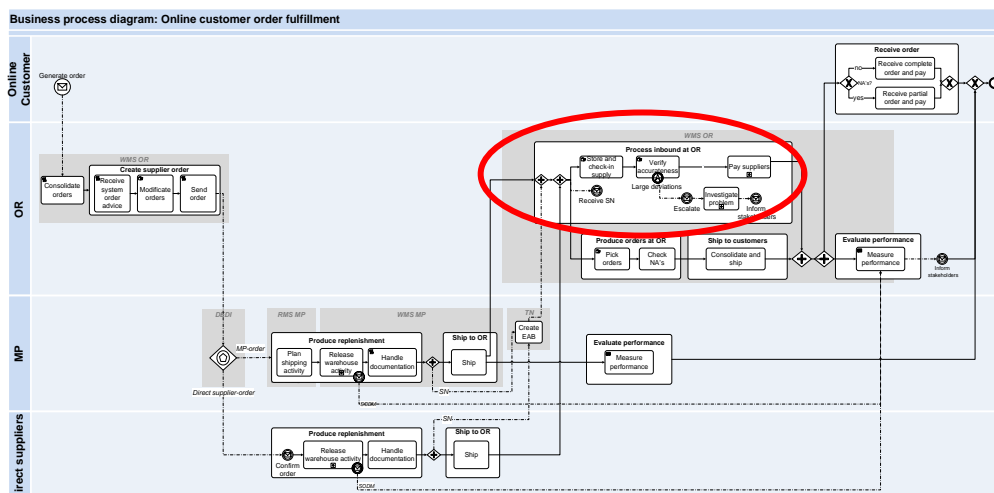 Business process diagram: Online customer order fulfillment
Online
Customer
Generate order
Receive order
no
NA's?
yes
Receive complete
order and pay
Receive partial
order and pay
OR
WMS OR
Consolidate
orders
Create supplier order
Receive
system
order
advice
Modificate
orders
Send
order
WMS OR
Process inbound at OR
Store and
check-in
supply
Verify
accurateness
Pay suppliers
Receive SN
Large deviations
Escalate
Investigate
problem
Inform
stakeholders
Produce orders at OR
Pick
orders
Check
NA's
Ship to customers
Consolidate and
ship
Evaluate performance
Measure
performance
Inform
stakeholders
MP
DEDI
MP-order
Direct supplier-order
RMS MP
WMS MP
TN
Produce replenishment
Plan
shipping
activity
Release
warehouse
activity
Handle
documentation
Ship to OR
Ship
Create
EAB
SN
SODM
Evaluate performance
Measure
performance
irect suppliers
Produce replenishment
Confirm
order
Release
warehouse activity
Handle
documentation
SN
Ship to OR
Ship
SODM